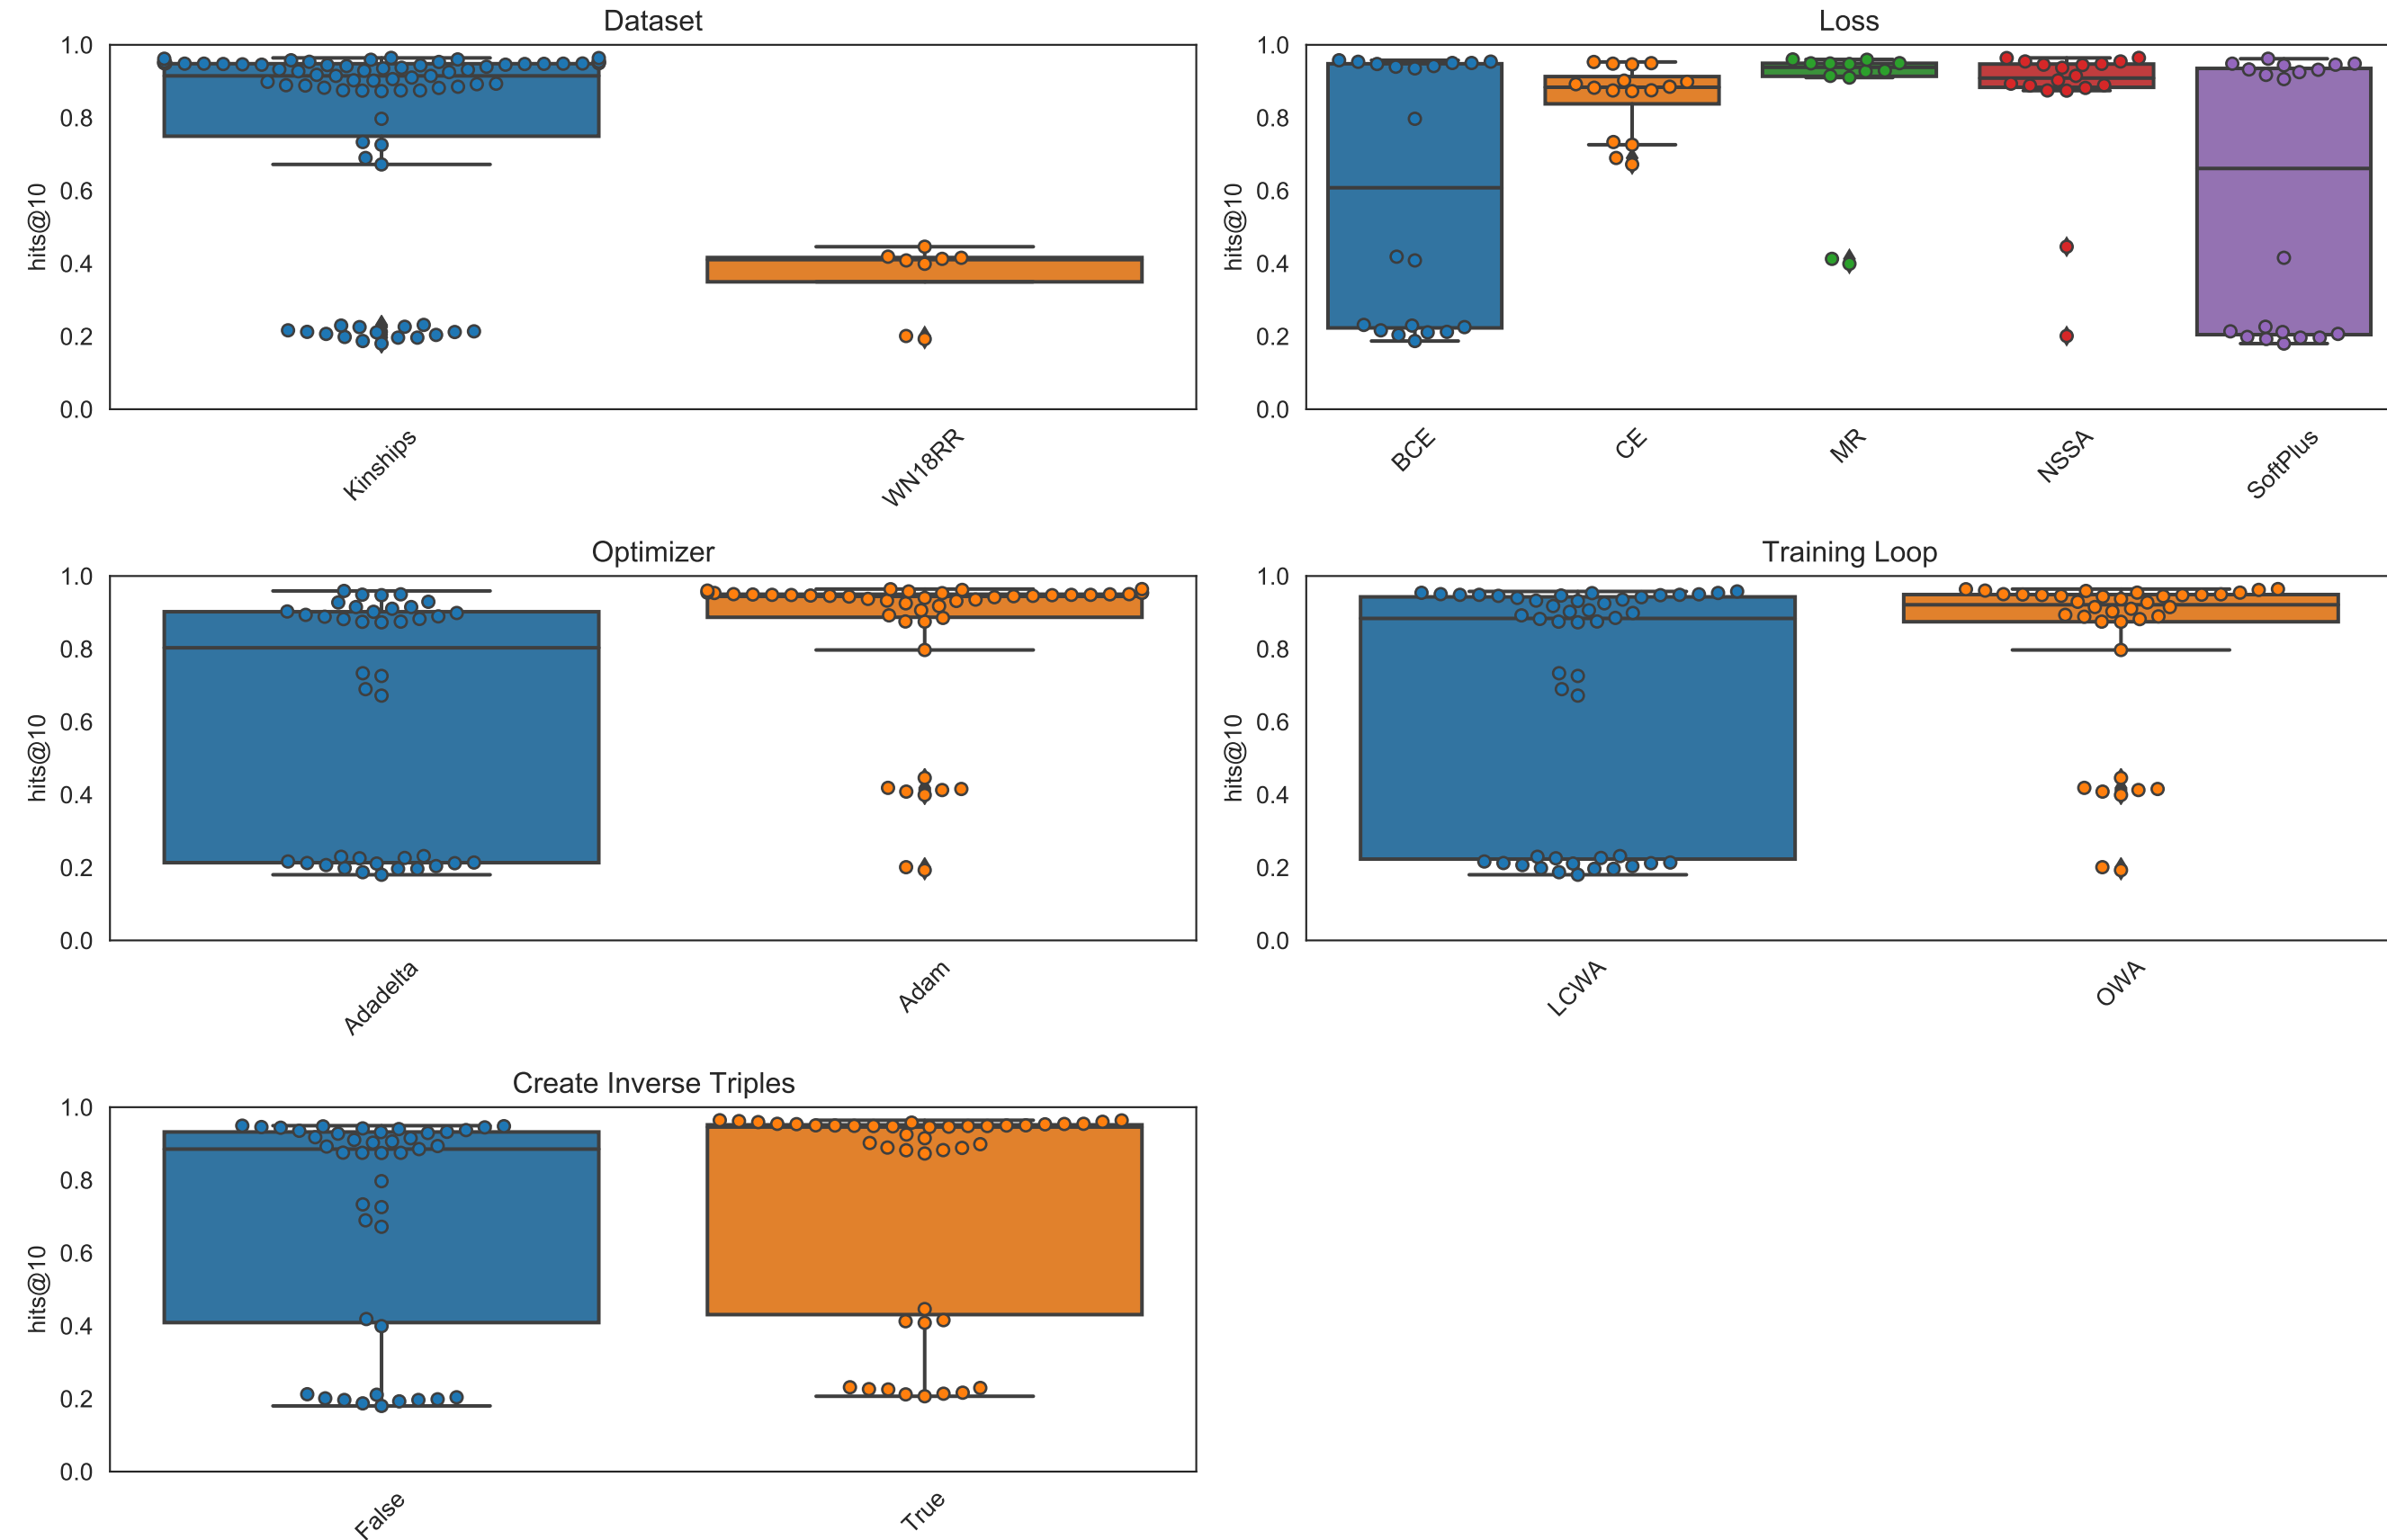 Dataset
1.0
0.8
0.6
0.4
0.2
0.0
hits@10
Kinships
WN18RR
Loss
1.0
0.8
0.6
0.4
0.2
0.0
hits@10
BCE
CE
MR
NSSA
SoftPlus
Optimizer
1.0
0.8
0.6
0.4
0.2
0.0
hits@10
Adadelta
Adam
Training Loop
1.0
0.8
0.6
0.4
0.2
0.0
hits@10
LCWA
OWA
Create Inverse Triples
1.0
0.8
0.6
0.4
0.2
0.0
hits@10
False
True